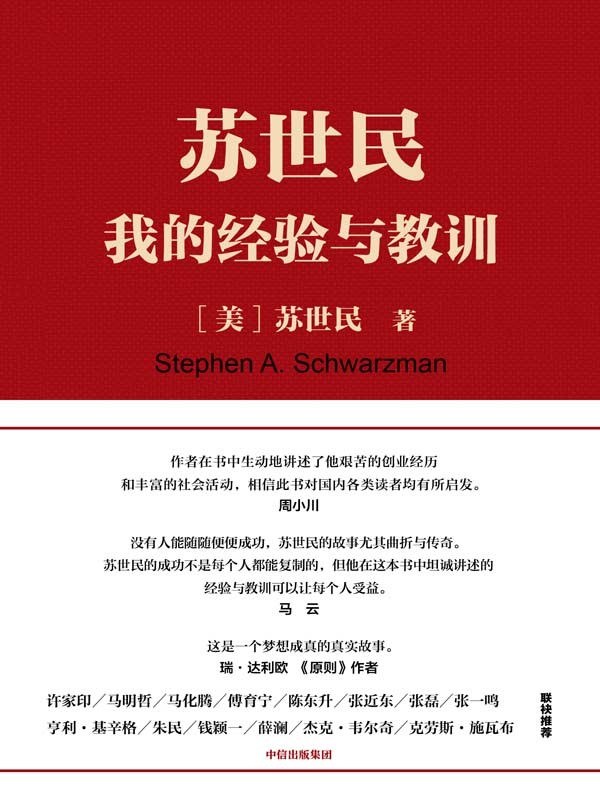 苏世民
我的经验与教训
［美］苏世民 著
Stephen A. Schwarzman
作者在书中生动地讲述了他艰苦的创业经历
和丰富的社会活动，相信此书对国内各类读者均有所启发。
周小川
没有人能随随便便成功，苏世民的故事尤其曲折与传奇。
苏世民的成功不是每个人都能复制的，但他在这本书中坦诚讲述的
经验与教训可以让每个人受益。
马 云
这是一个梦想成真的真实故事。
瑞·达利欧 《原则》作者
许家印／马明哲／马化腾／傅育宁／陈东升／张近东／张磊／张一鸣
亨利·基辛格／朱民／钱颖一／薛澜／杰克·韦尔奇／克劳斯·施瓦布
联袂推荐
中信出版集团